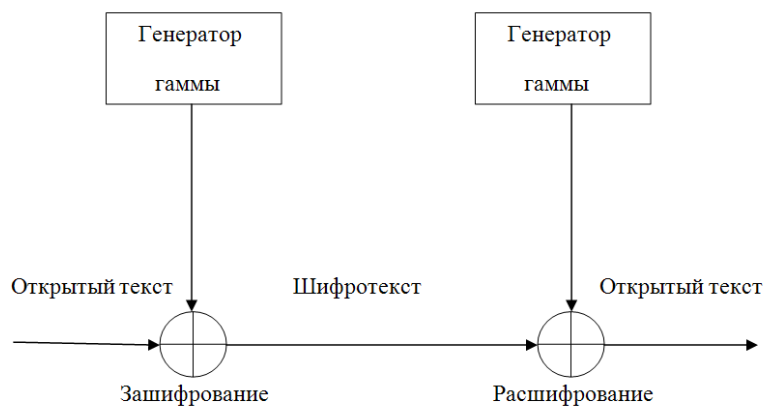 Генератор
гаммы
Генератор
гаммы
Открытый текст
Шифротекст
Открытый текст
Зашифрование
Расшифрование